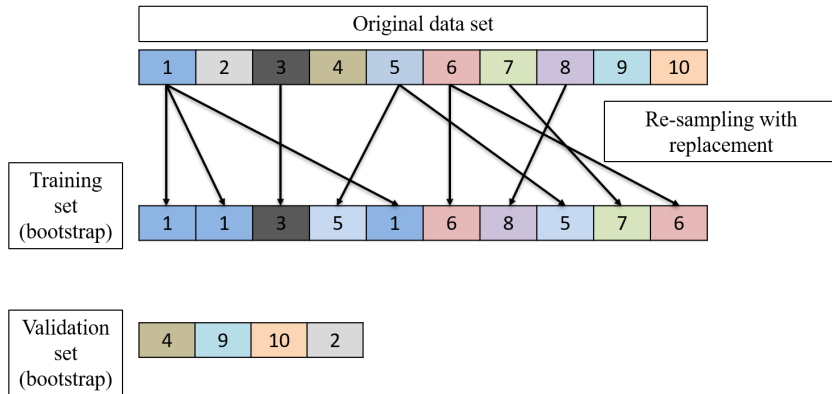 Original data set
1 2 3 4 5 6 7 8 9 10
Re-sampling with
replacement
Training
set
(bootstrap)
1 1 3 5 1 6 8 5 7 6
Validation
set
(bootstrap)
4 9 10 2